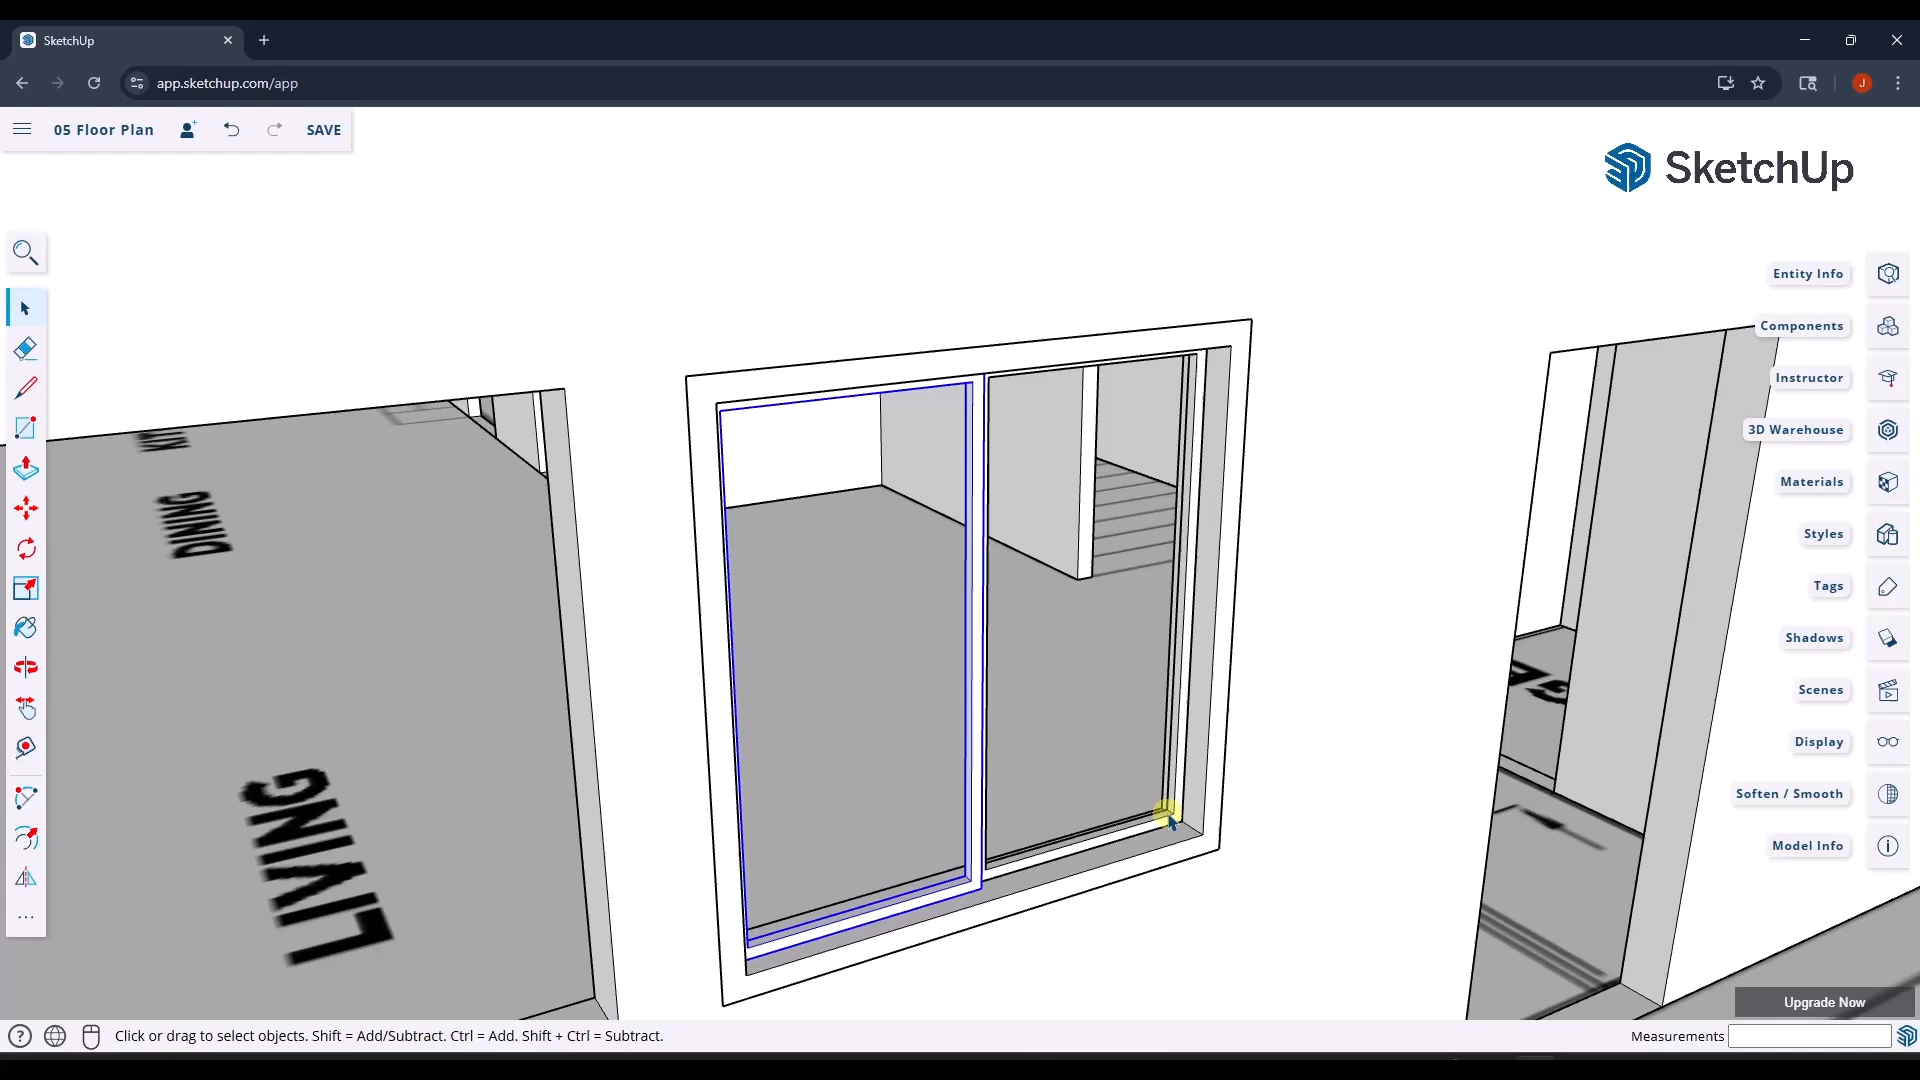 SketchUp
app.sketchup.com/app
J
05 Floor Plan
SAVE
SketchUp
Entity Info
Components
Instructor
3D Warehouse
Materials
Styles
Tags
Shadows
Scenes
Display
Soften / Smooth
Model Info
DINING
LIVING
Upgrade Now
Click or drag to select objects. Shift = Add/Subtract. Ctrl = Add. Shift + Ctrl = Subtract.
Measurements